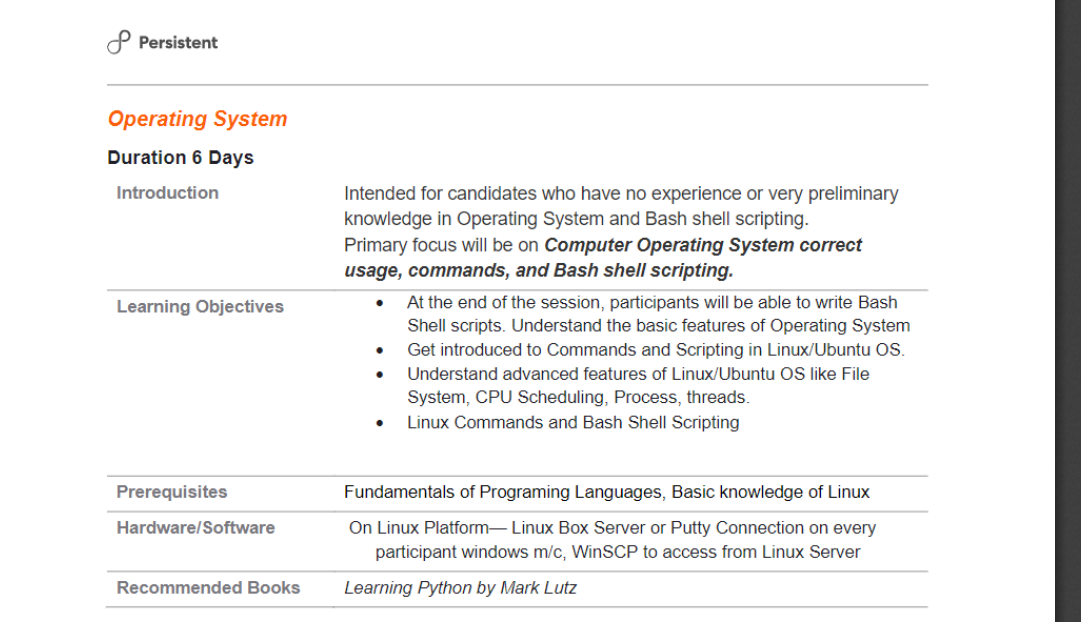 Persistent
Operating System
Duration 6 Days
Introduction
Intended for candidates who have no experience or very preliminary
knowledge in Operating System and Bash shell scripting.
Primary focus will be on Computer Operating System correct
usage, commands, and Bash shell scripting.
Learning Objectives
• At the end of the session, participants will be able to write Bash
Shell scripts. Understand the basic features of Operating System
• Get introduced to Commands and Scripting in Linux/Ubuntu OS.
• Understand advanced features of Linux/Ubuntu OS like File
System, CPU Scheduling, Process, threads.
• Linux Commands and Bash Shell Scripting
Prerequisites
Fundamentals of Programing Languages, Basic knowledge of Linux
Hardware/Software
On Linux Platform— Linux Box Server or Putty Connection on every
participant windows m/c, WinSCP to access from Linux Server
Recommended Books
Learning Python by Mark Lutz